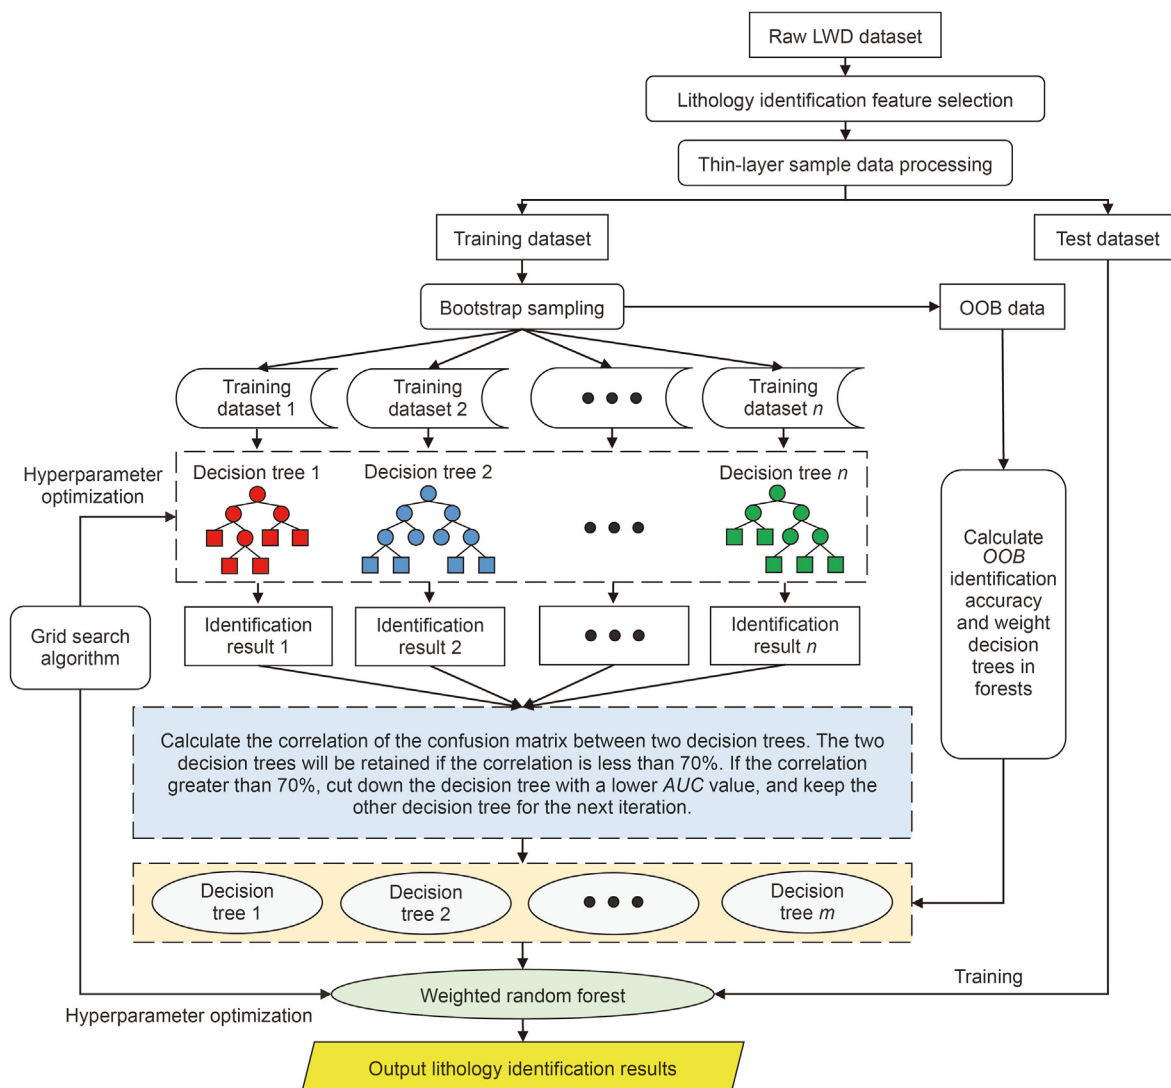 Raw LWD dataset
Lithology identification feature selection
Thin-layer sample data processing
Training dataset
Test dataset
Bootstrap sampling
OOB data
Training
dataset 1
Training
dataset 2
Training
dataset n
Hyperparameter
optimization
Decision tree 1
Decision tree 2
Decision tree n
Calculate
OOB
identification
accuracy
and weight
decision
trees in
forests
Grid search
algorithm
Identification
result 1
Identification
result 2
Identification
result n
Calculate the correlation of the confusion matrix between two decision trees. The two
decision trees will be retained if the correlation is less than 70%. If the correlation
greater than 70%, cut down the decision tree with a lower AUC value, and keep the
other decision tree for the next iteration.
Decision
tree 1
Decision
tree 2
Decision
tree m
Training
Weighted random forest
Hyperparameter optimization
Output lithology identification results